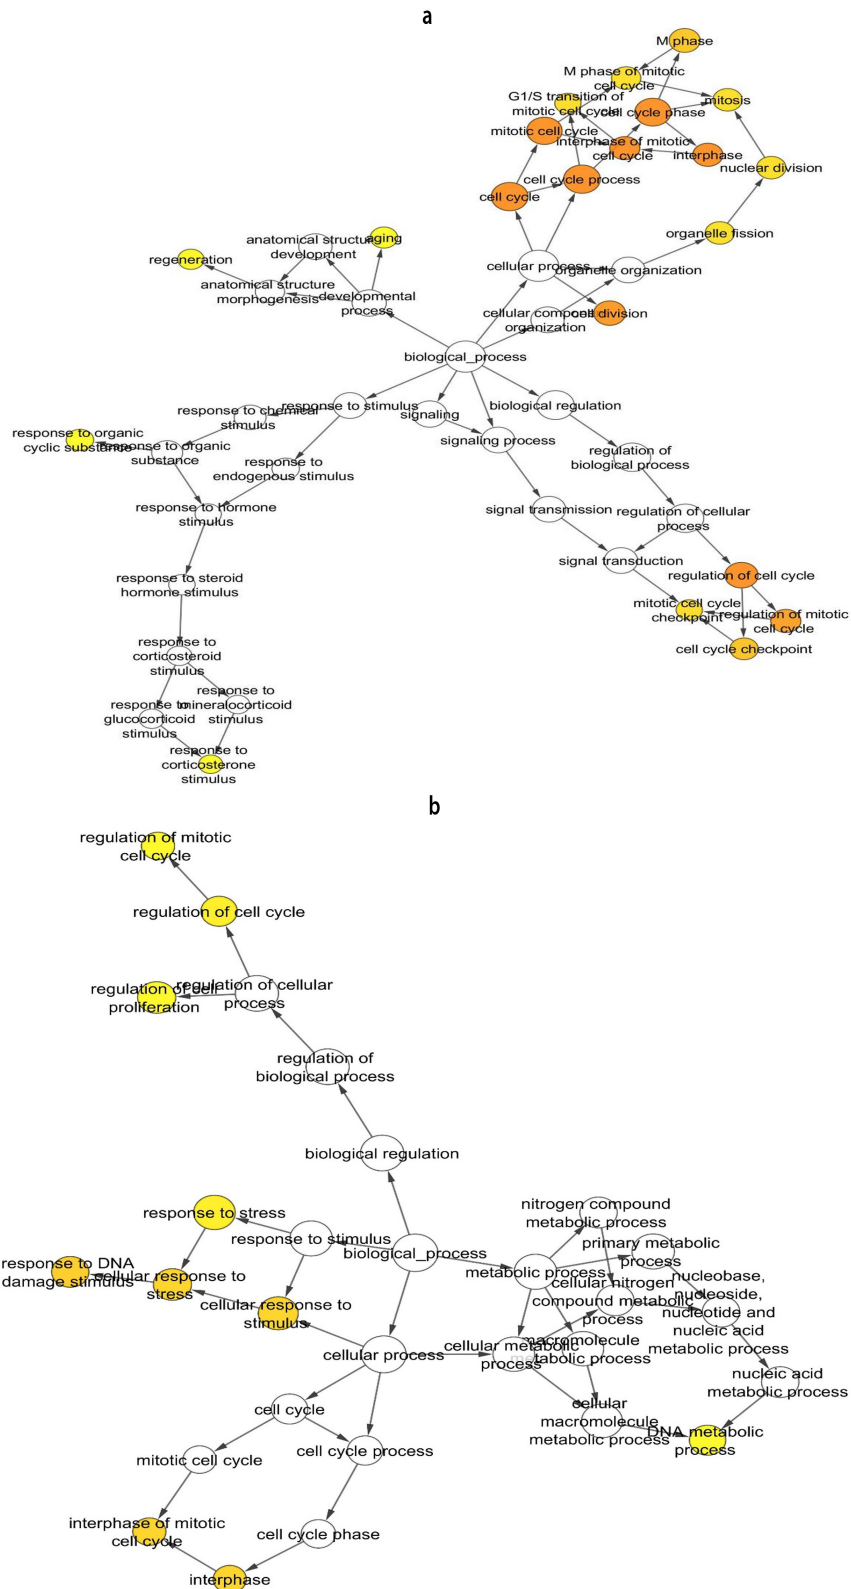 a
M phase
M phase of mitotic
cell cycle
G1/S transition of
mitotic cell cycle
mitosis
cell cycle phase
mitotic cell cycle
interphase of mitotic
cell cycle
interphase
nuclear division
cell cycle process
cell cycle
organelle fission
anatomical structure
development
aging
regeneration
cellular process
organelle organization
anatomical structure
morphogenesis
developmental
process
cellular component
organization
cell division
biological_process
response to chemical
stimulus
response to stimulus
signaling
biological regulation
response to organic
cyclic substance
response to organic
substance
signaling process
regulation of
biological process
response to
endogenous stimulus
response to hormone
stimulus
signal transmission
regulation of cellular
process
signal transduction
response to steroid
hormone stimulus
regulation of cell cycle
mitotic cell cycle
checkpoint
regulation of mitotic
cell cycle
cell cycle checkpoint
response to
corticosteroid
stimulus
response to
mineralocorticoid
stimulus
response to
glucocorticoid
stimulus
response to
corticosterone
stimulus
b
regulation of mitotic
cell cycle
regulation of cell cycle
regulation of cell
proliferation
regulation of cellular
process
regulation of
biological process
biological regulation
response to stress
response to stimulus
biological_process
nitrogen compound
metabolic process
primary metabolic
process
response to DNA
damage stimulus
cellular response to
stress
metabolic process
cellular nitrogen
compound metabolic
process
nucleobase,
nucleoside,
nucleotide and
nucleic acid
metabolic process
cellular response to
stimulus
cellular process
cellular metabolic
process
macromolecule
metabolic process
nucleic acid
metabolic process
cell cycle
cellular
macromolecule
metabolic process
DNA metabolic
process
mitotic cell cycle
cell cycle process
interphase of mitotic
cell cycle
cell cycle phase
interphase